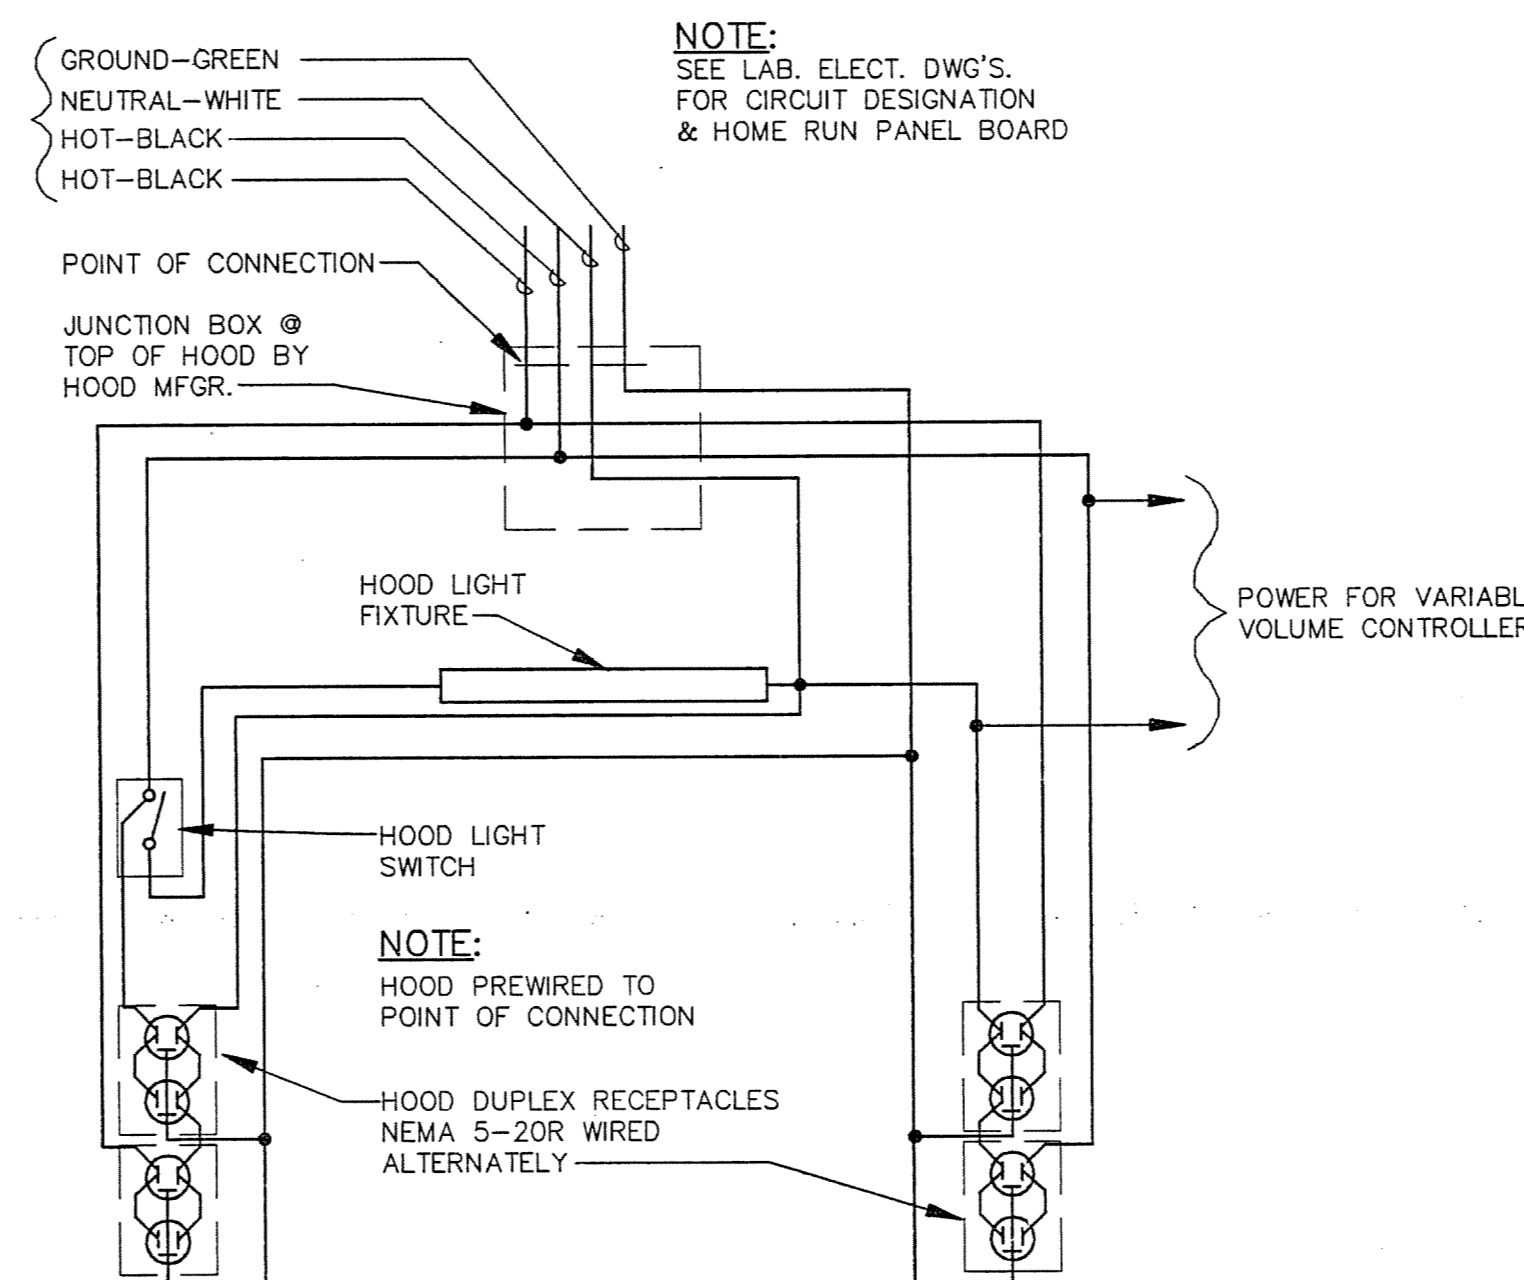 GROUND-GREEN
NEUTRAL-WHITE
HOT-BLACK
HOT-BLACK
NOTE:
SEE LAB. ELECT. DWG'S.
FOR CIRCUIT DESIGNATION
& HOME RUN PANEL BOARD
POINT OF CONNECTION
JUNCTION BOX @
TOP OF HOOD BY
HOOD MFGR.
HOOD LIGHT
FIXTURE
POWER FOR VARIABL
VOLUME CONTROLLER
HOOD LIGHT
SWITCH
NOTE:
HOOD PREWIRED TO
POINT OF CONNECTION
HOOD DUPLEX RECEPTACLES
NEMA 5-20R WIRED
ALTERNATELY